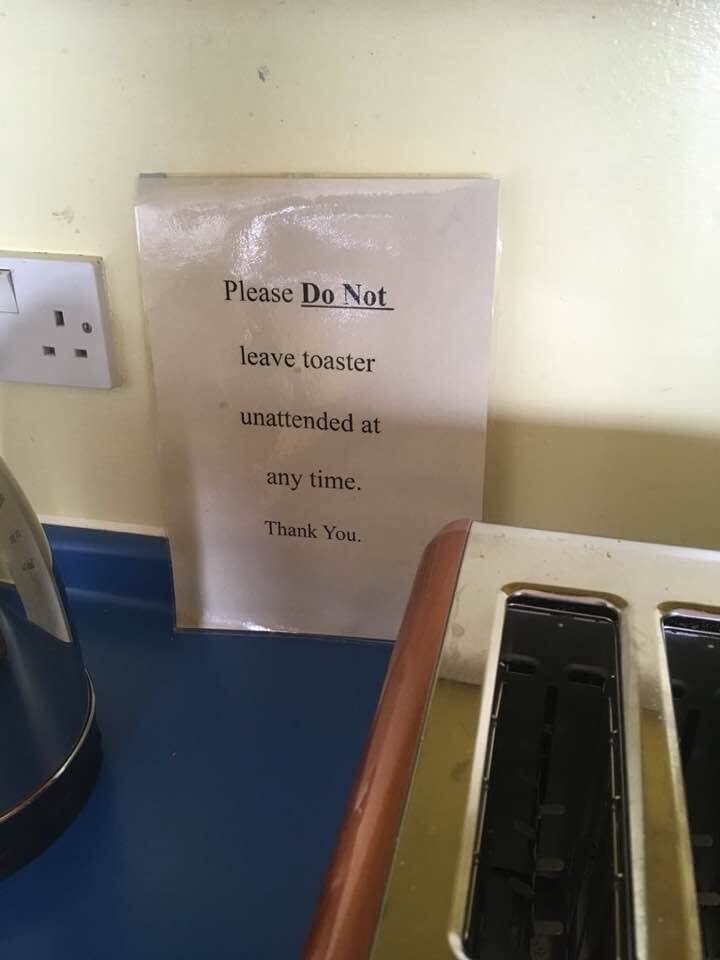 Please Do Not
leave toaster
unattended at
any time.
Thank You.